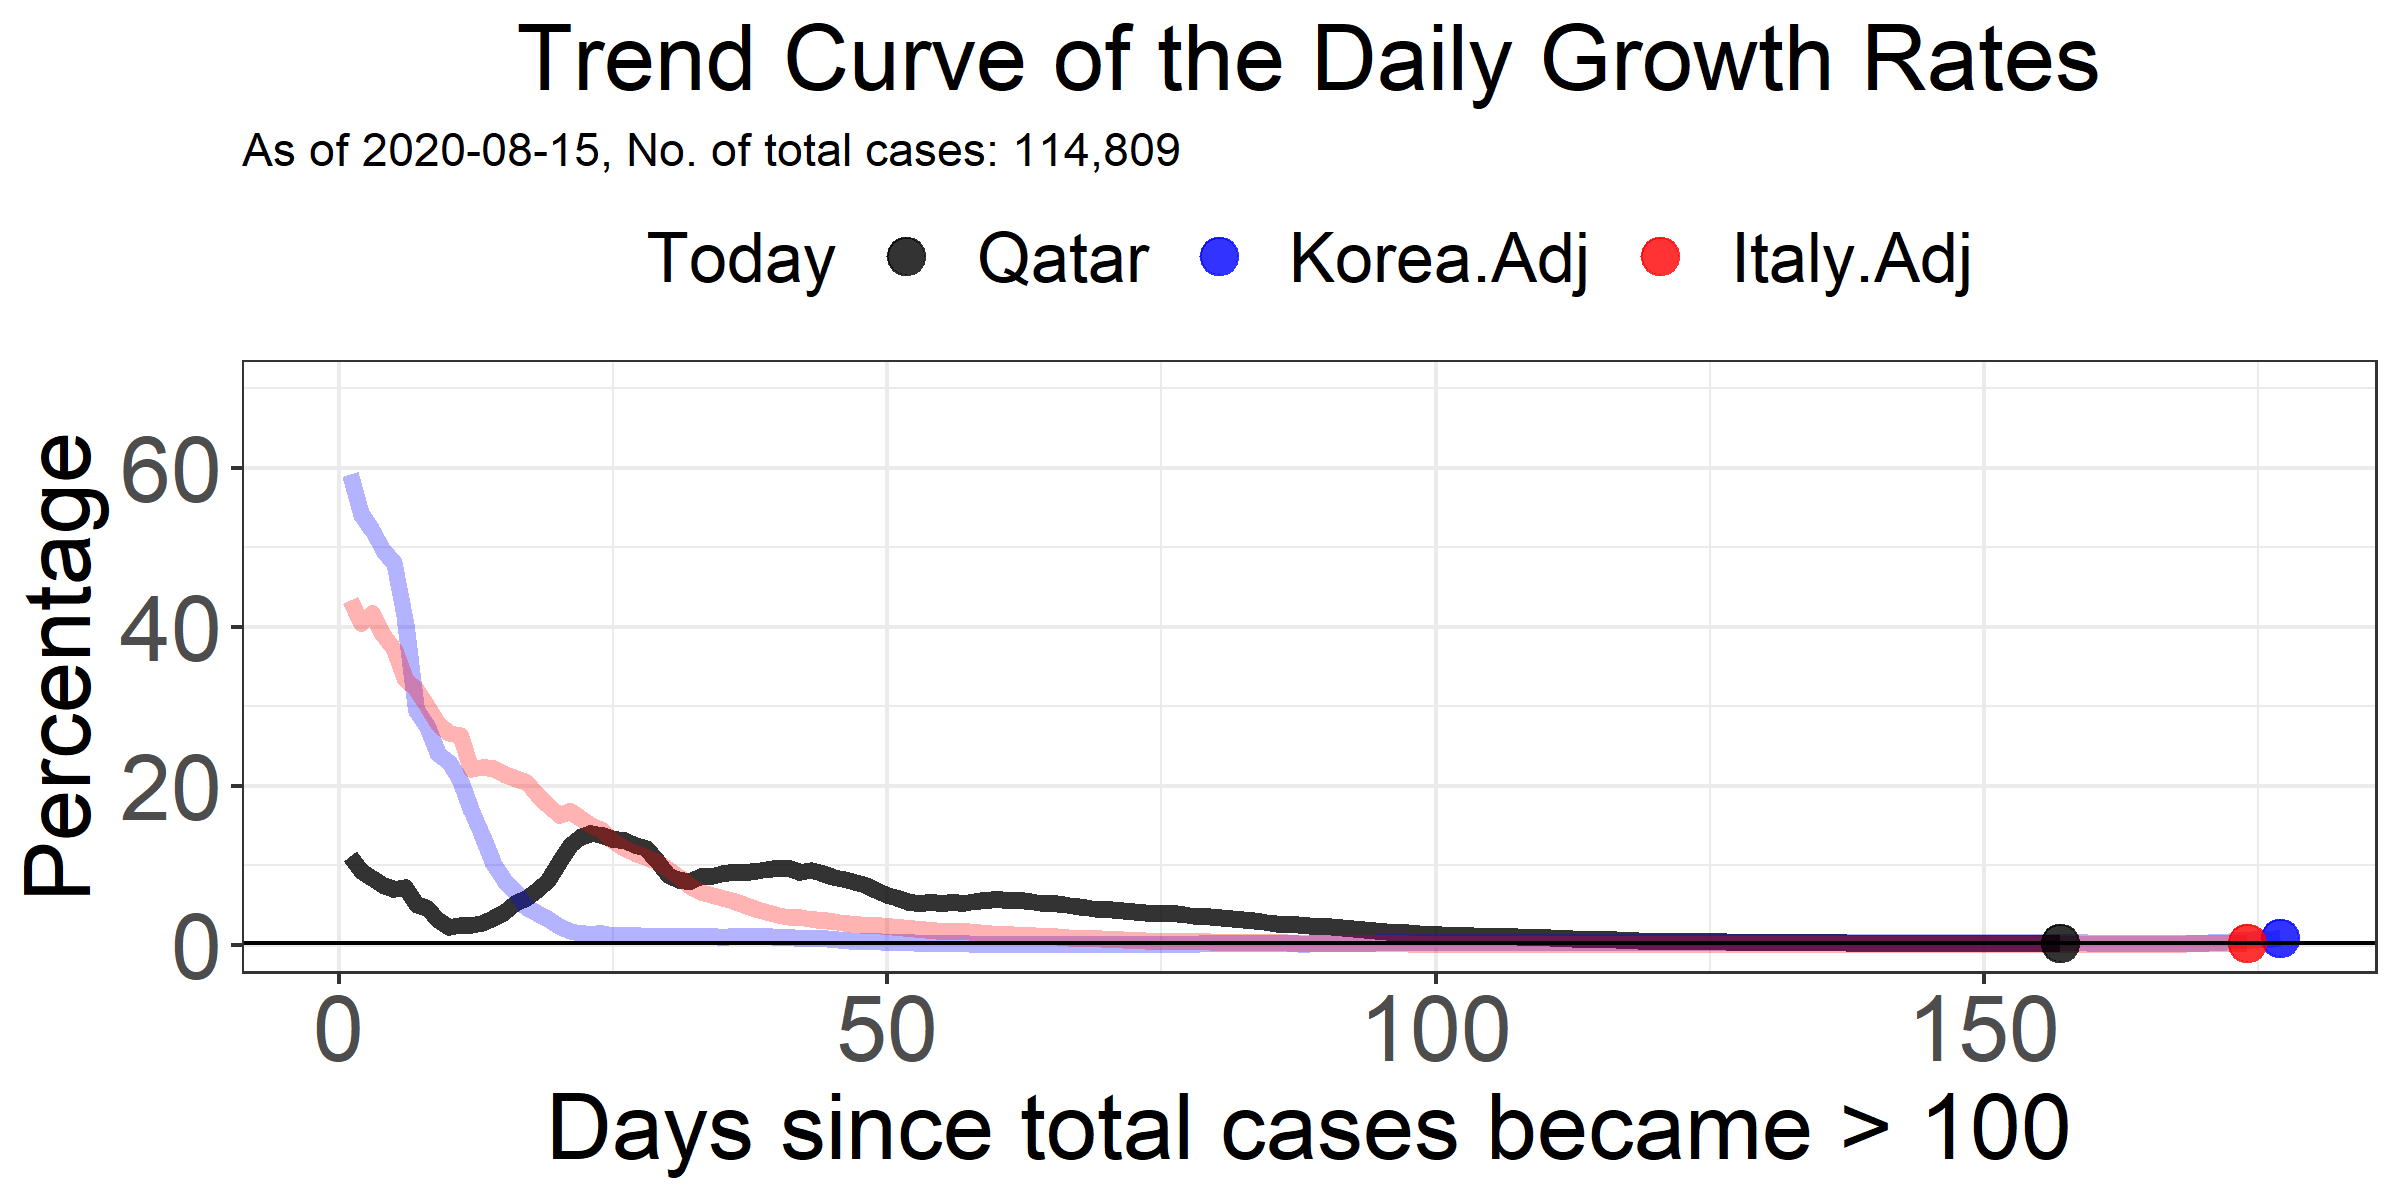 Trend Curve of the Daily Growth Rates
As of 2020-08-15, No. of total cases: 114,809
Today Qatar Korea.Adj Italy.Adj
Percentage
60
40
20
0
0 50 100 150
Days since total cases became > 100